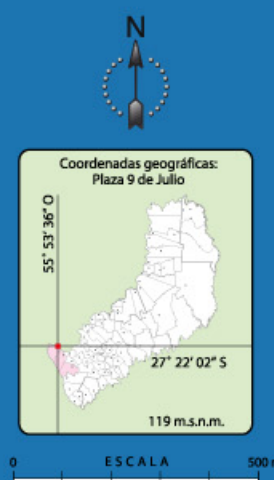 N
Coordenadas geográficas:
Plaza 9 de Julio
55° 53' 36" O
27° 22' 02" S
119 m.s.n.m.
0 ESCALA 500 m